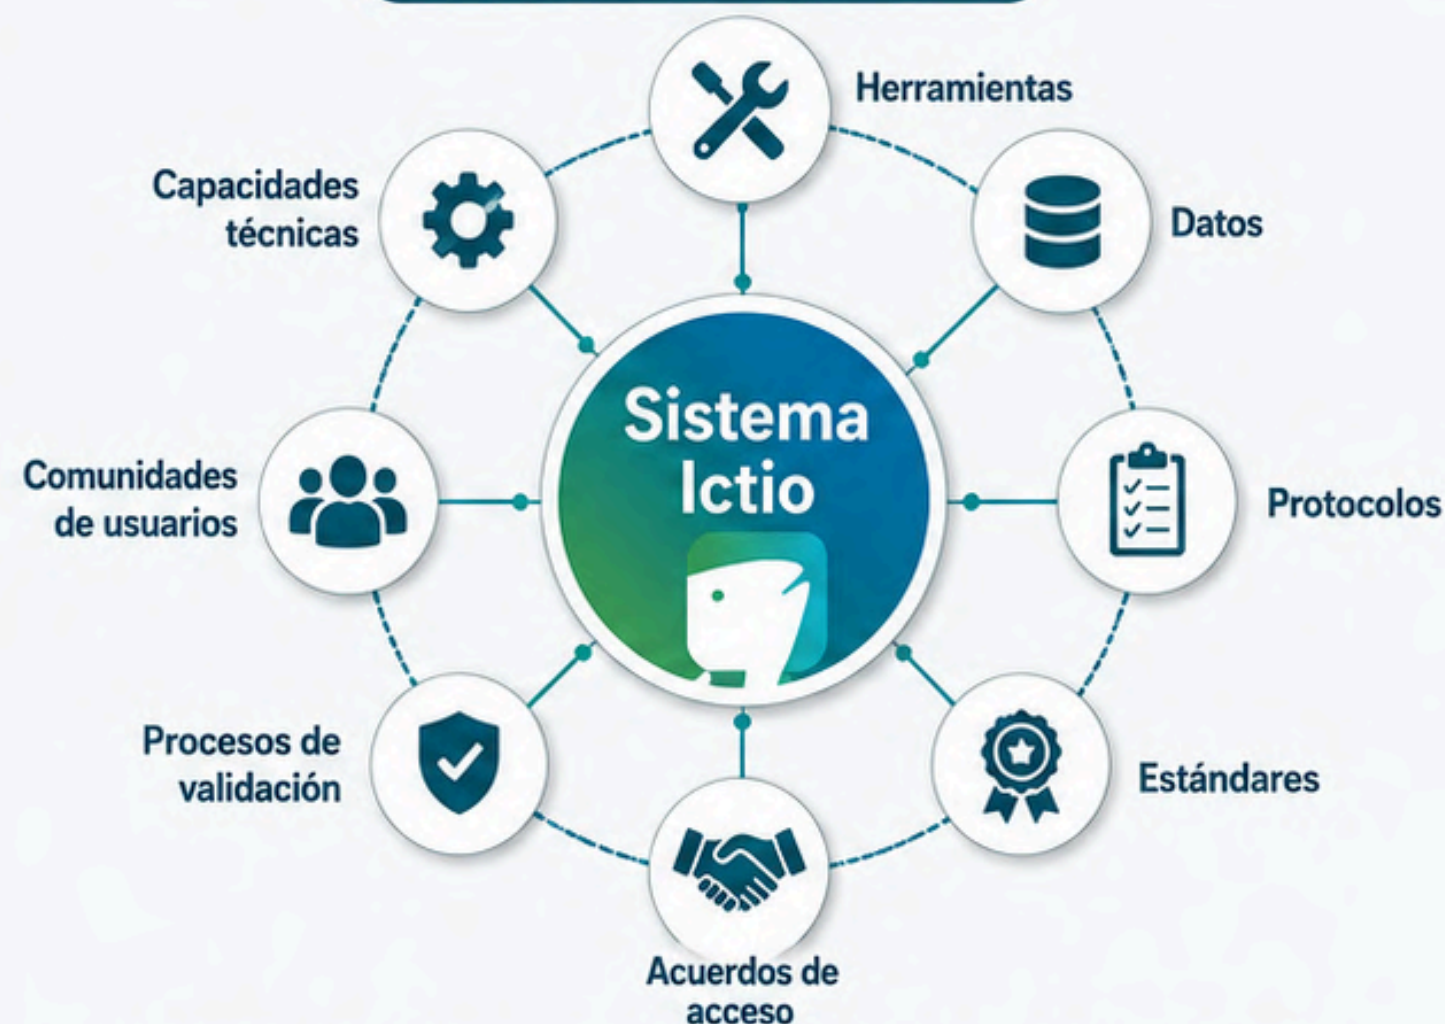 Herramientas
Capacidades
técnicas
Datos
Sistema
Ictio
Comunidades
de usuarios
Protocolos
Procesos de
validación
Estándares
Acuerdos de
acceso